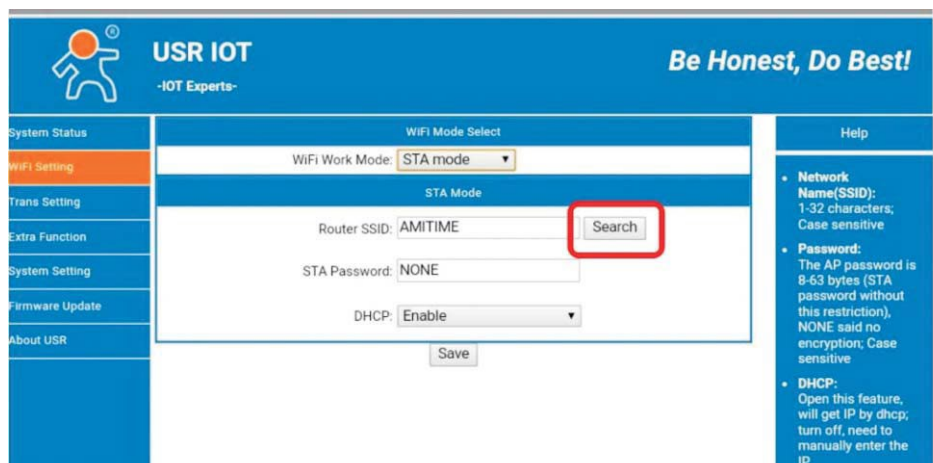 ®
USR IOT
-IOT Experts-
Be Honest, Do Best!
System Status
WiFi Setting
Trans Setting
Extra Function
System Setting
Firmware Update
About USR
WiFi Mode Select
WiFi Work Mode: STA mode
STA Mode
Router SSID: AMITIME Search
STA Password: NONE
DHCP: Enable
Save
Help
Network
Name(SSID):
1-32 characters;
Case sensitive
Password:
The AP password is
8-63 bytes (STA
password without
this restriction),
NONE said no
encryption; Case
sensitive
DHCP:
Open this feature,
will get IP by dhcp;
turn off, need to
manually enter the
IP